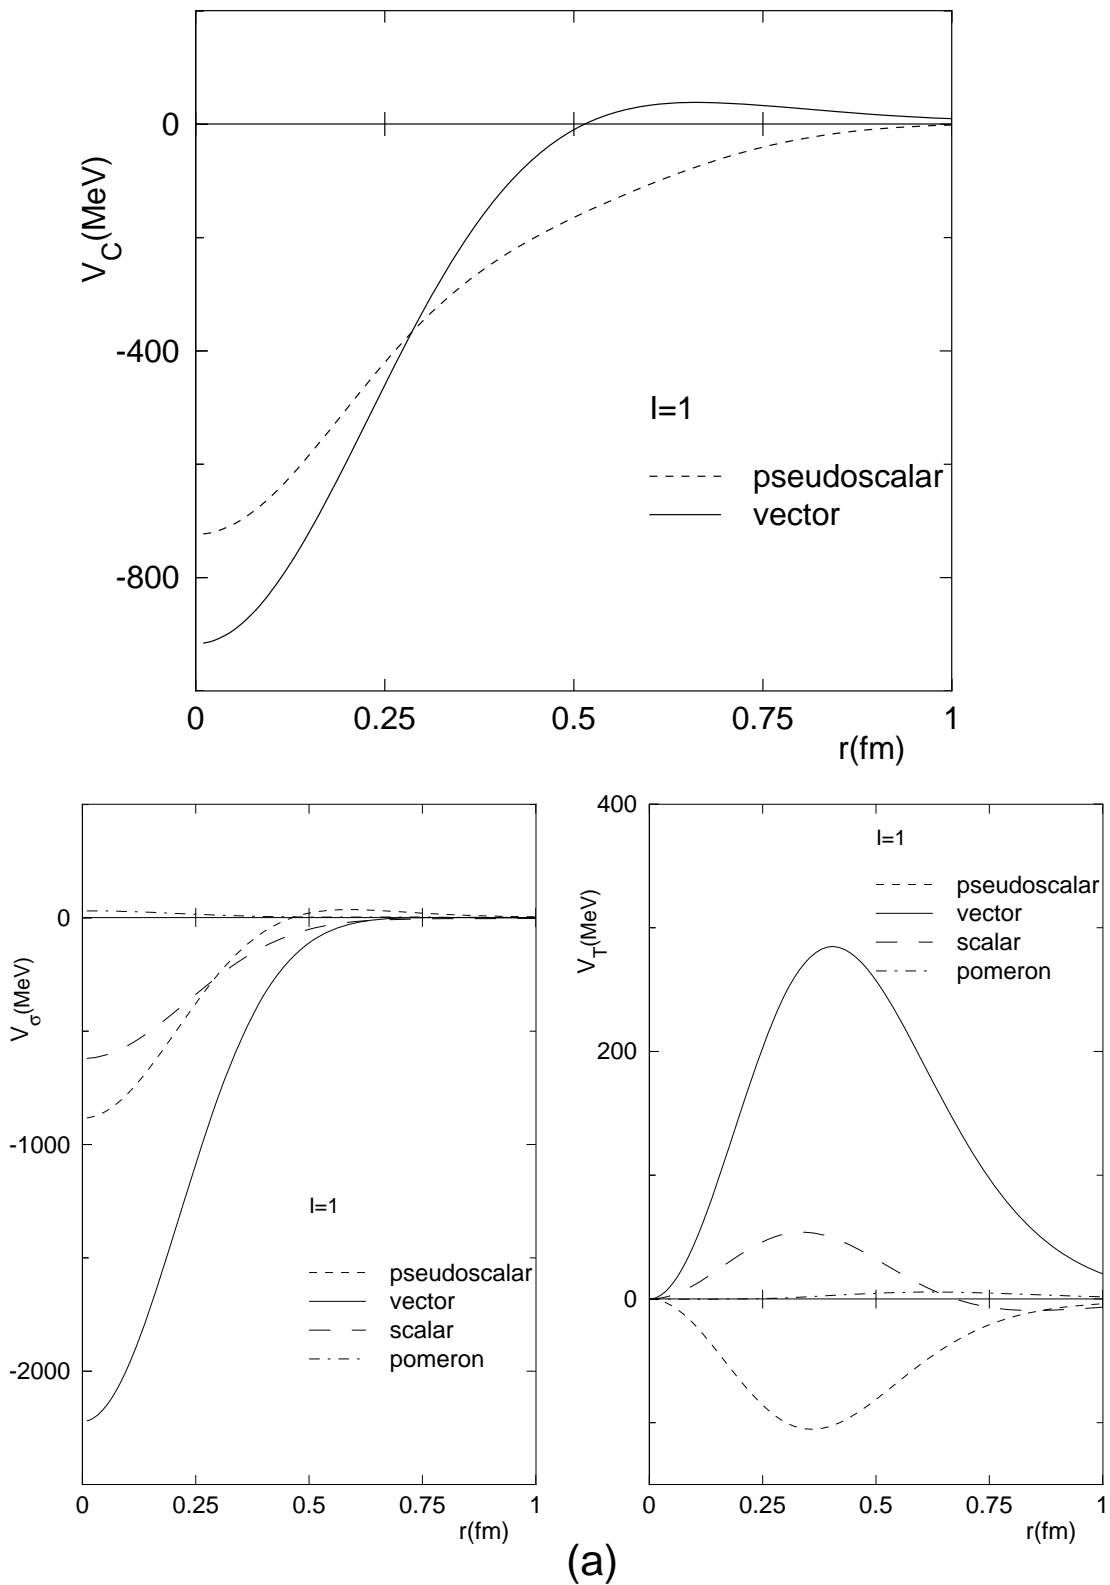 0
-400
-800
V_C(MeV)
I=1
pseudoscalar
vector
0
0.25
0.5
0.75
1
r(fm)
0
-1000
-2000
V_σ(MeV)
I=1
pseudoscalar
vector
scalar
pomeron
0
0.25
0.5
0.75
1
r(fm)
400
200
0
V_T(MeV)
I=1
pseudoscalar
vector
scalar
pomeron
0
0.25
0.5
0.75
1
r(fm)
(a)